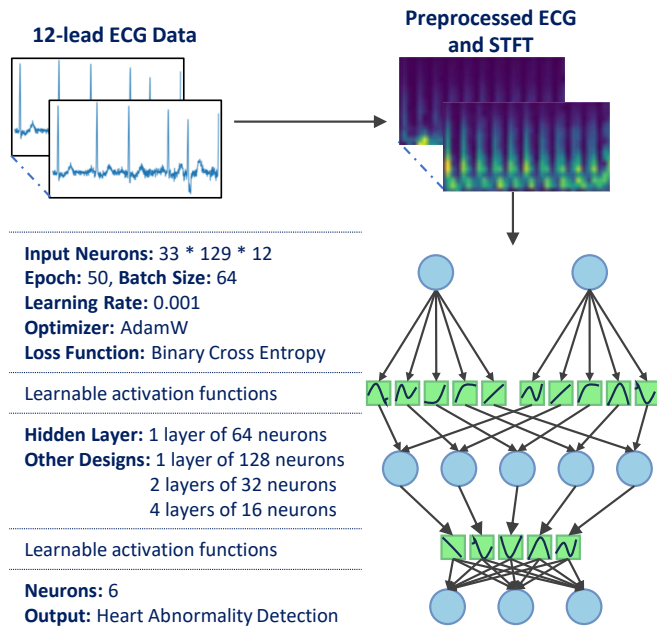 12-lead ECG Data
Preprocessed ECG
and STFT
Input Neurons: 33 * 129 * 12
Epoch: 50, Batch Size: 64
Learning Rate: 0.001
Optimizer: AdamW
Loss Function: Binary Cross Entropy
Learnable activation functions
Hidden Layer: 1 layer of 64 neurons
Other Designs: 1 layer of 128 neurons
2 layers of 32 neurons
4 layers of 16 neurons
Learnable activation functions
Neurons: 6
Output: Heart Abnormality Detection